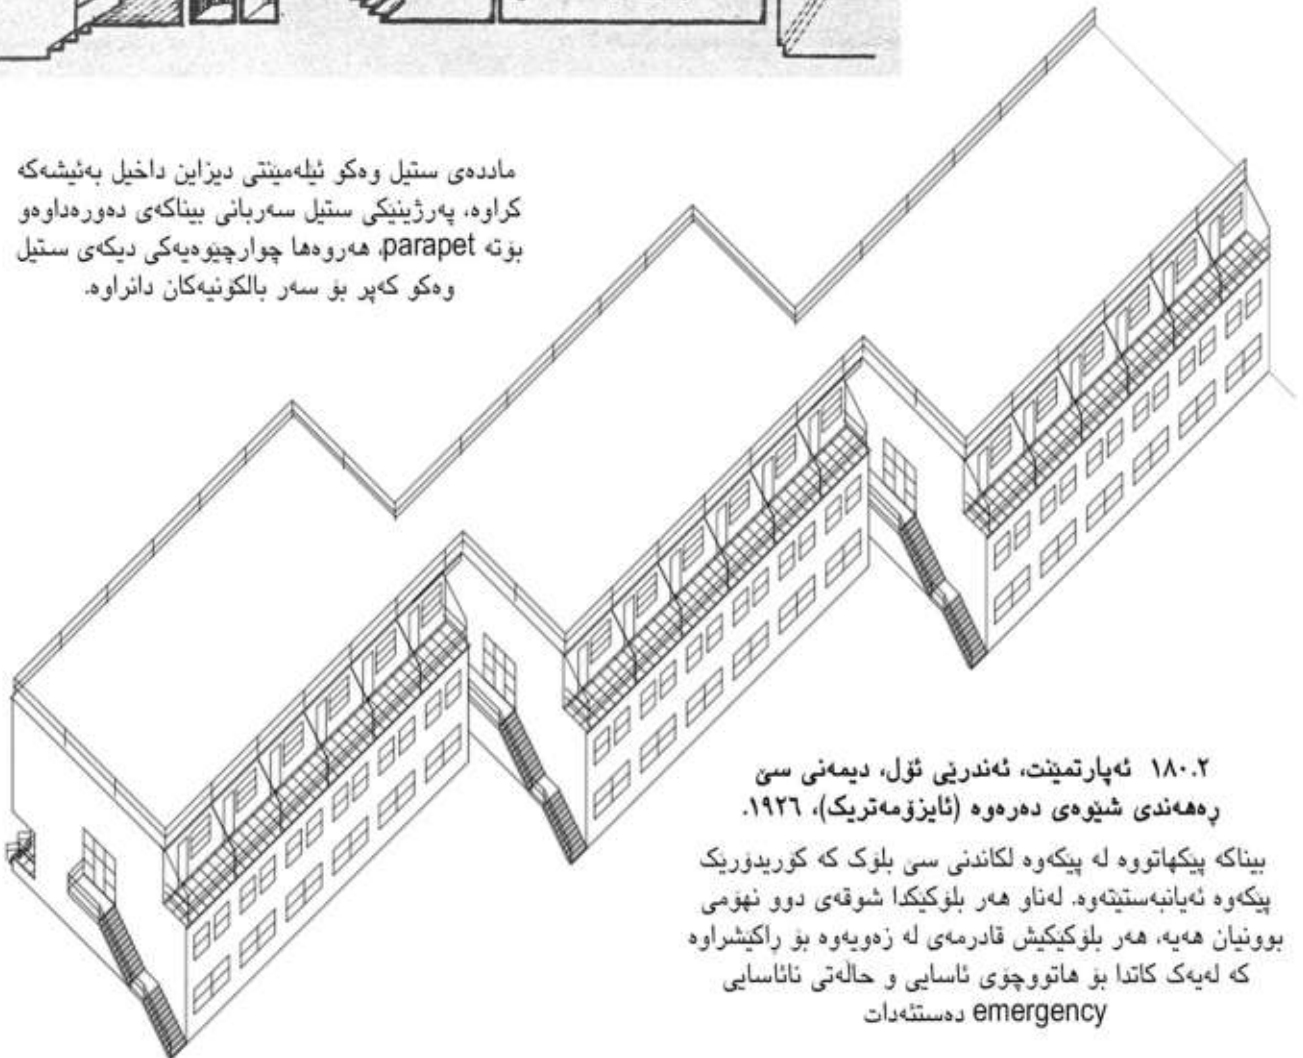 ماددەی ستیل وەکو ئێلەمێنتی دیزاین داخیل بەئیشەکە
کراوە، پەرژینێکی ستیل سەربانی بیناکەی دەورەداوەو
بۆتە parapet، هەروەها چوارچێوەیەکی دیکەی ستیل
وەکو کەپر بۆ سەر بالکۆنیەکان دانراوە.
١٨٠.٢ ئەپارتمێنت، ئەندرێی ئۆل، دیمەنی سێ
ڕەهەندی شێوەی دەرەوە (ئایزۆمەتریک)، ١٩٢٦.
بیناکە پێکهاتووە لە پێکەوە لکاندنی سێ بلۆک کە کۆریدۆرێک
پێکەوە ئەیانبەستێتەوە. لەناو هەر بلۆکێکدا شوقەی دوو نهۆمی
بوونیان هەیە، هەر بلۆکێکیش قادرمەی لە زەویەوە بۆ ڕاکێشراوە
کە لەیەک کاتدا بۆ هاتووچۆی ئاسایی و حاڵەتی نائاسایی
emergency دەستئەدات